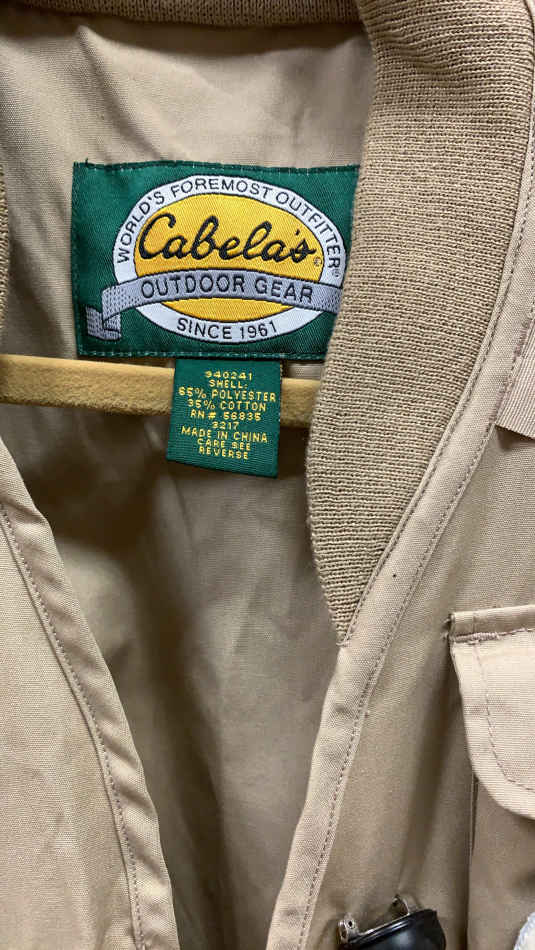 WORLD'S FOREMOST OUTFITTER®
Cabela's®
OUTDOOR GEAR
SINCE 1961
940241
SHELL:
65% POLYESTER
35% COTTON
RN# 56835
3217
MADE IN CHINA
CARE SEE
REVERSE